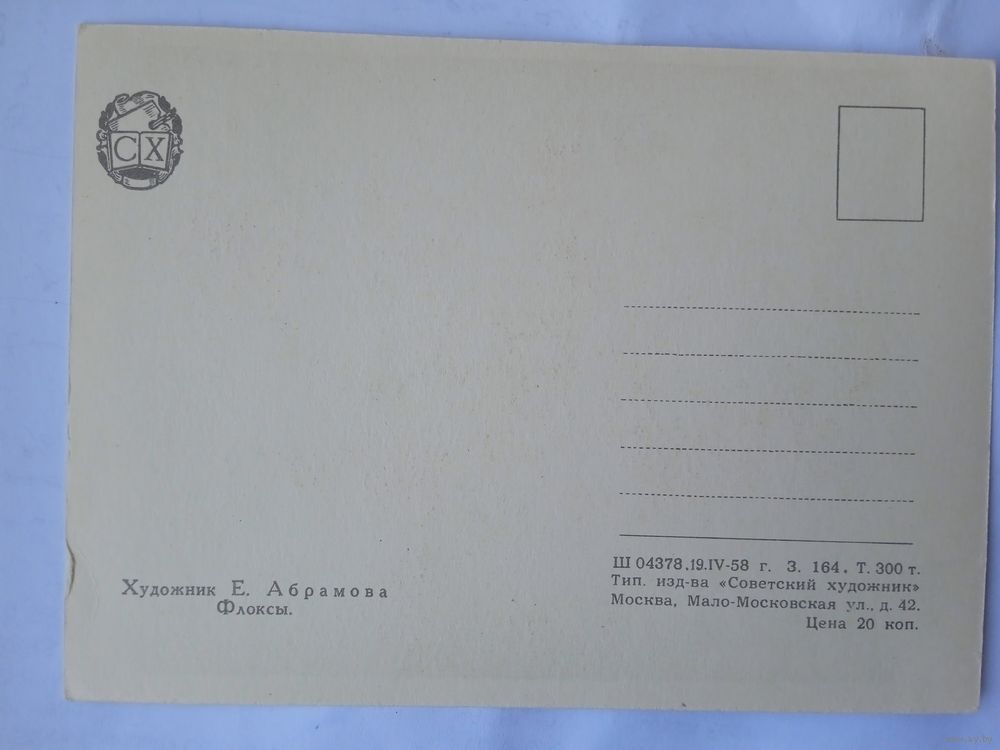 СХ
Художник Е. Абрамова
Флоксы.
Ш 04378.19.IV-58 г. З. 164. Т. 300 т.
Тип. изд-ва «Советский художник»
Москва, Мало-Московская ул., д. 42.
Цена 20 коп.